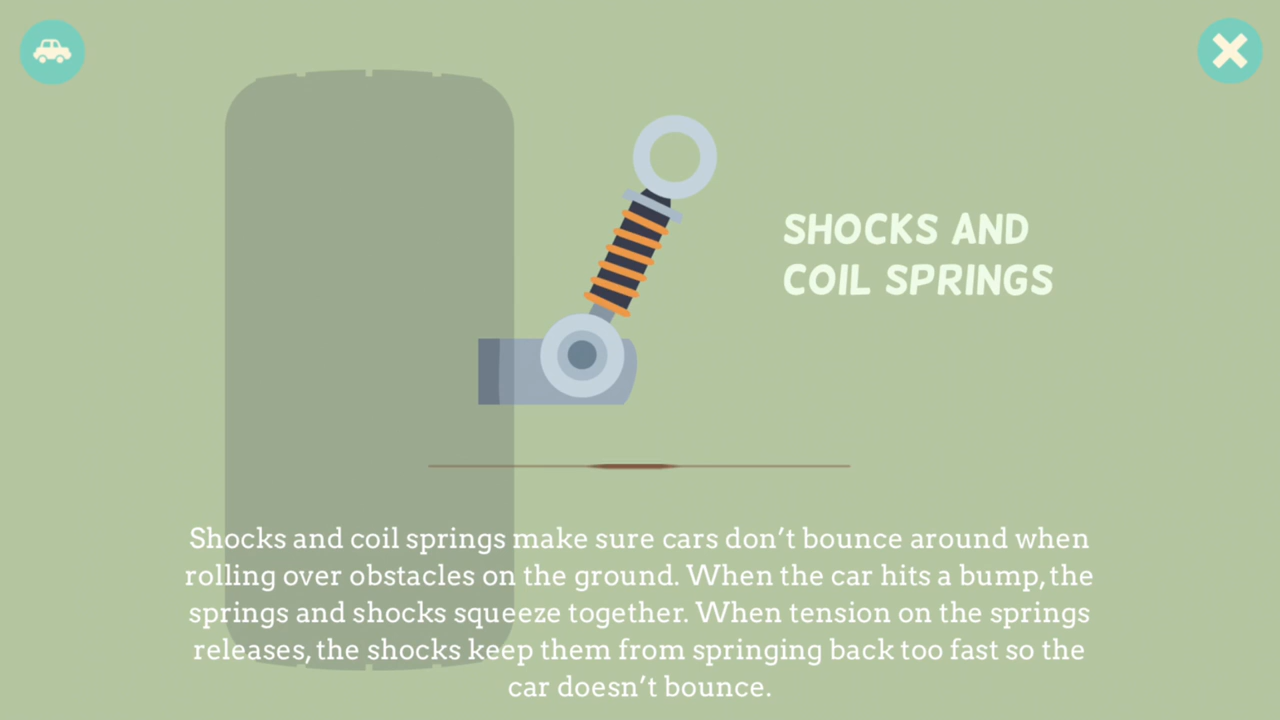 SHOCKS AND
COIL SPRINGS
Shocks and coil springs make sure cars don’t bounce around when
rolling over obstacles on the ground. When the car hits a bump, the
springs and shocks squeeze together. When tension on the springs
releases, the shocks keep them from springing back too fast so the
car doesn’t bounce.